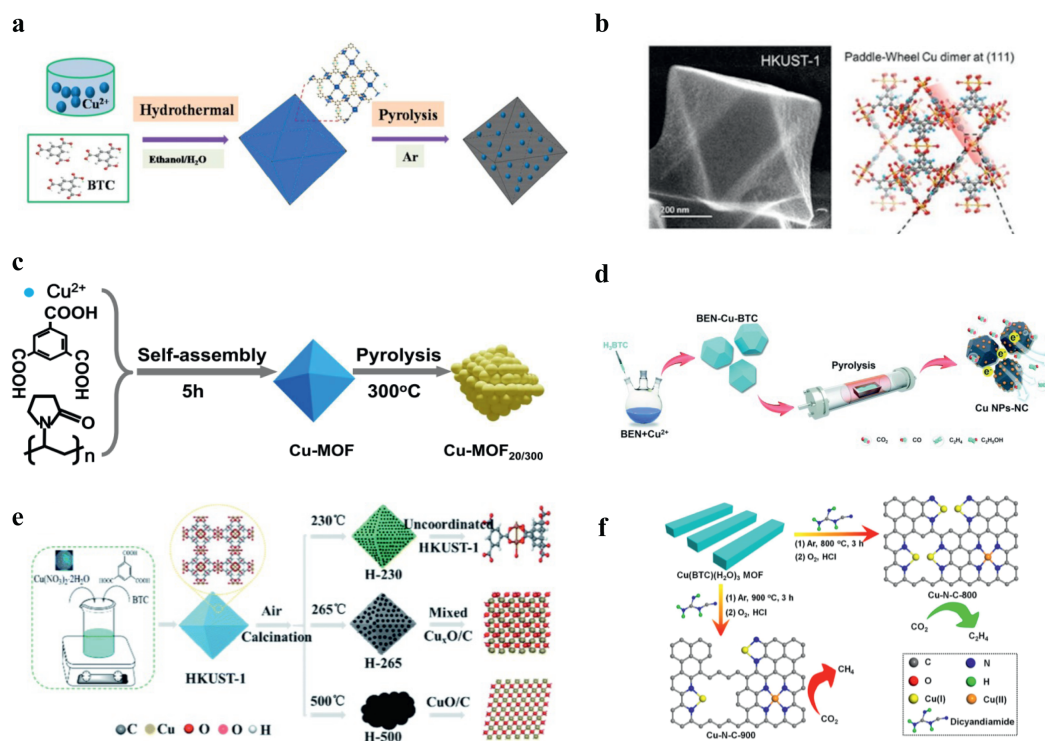 a
Cu²⁺
Hydrothermal
Ethanol/H₂O
BTC
Pyrolysis
Ar
b
HKUST-1
200 nm
Paddle-Wheel Cu dimer at (111)
c
Cu²⁺
COOH
COOH
COOH
N
O
n
Self-assembly
5h
Cu-MOF
Pyrolysis
300°C
Cu-MOF₂₀/₃₀₀
d
H₃BTC
BEN+Cu²⁺
BEN-Cu-BTC
Pyrolysis
e⁻
e⁻
e⁻
Cu NPs-NC
CO₂ CO C₂H₄ C₂H₅OH
e
Cu(NO₃)₂·2H₂O
COOH
HOOC
COOH
BTC
HKUST-1
Air
Calcination
230℃
H-230
Uncoordinated
HKUST-1
265℃
H-265
Mixed
CuₓO/C
500℃
H-500
CuO/C
C Cu O O H
f
Cu(BTC)(H₂O)₃ MOF
(1) Ar, 800 °C, 3 h
(2) O₂, HCl
Cu-N-C-800
CO₂
C₂H₄
(1) Ar, 900 °C, 3 h
(2) O₂, HCl
Cu-N-C-900
CH₄
CO₂
C N
O H
Cu(I) Cu(II)
Dicyandiamide